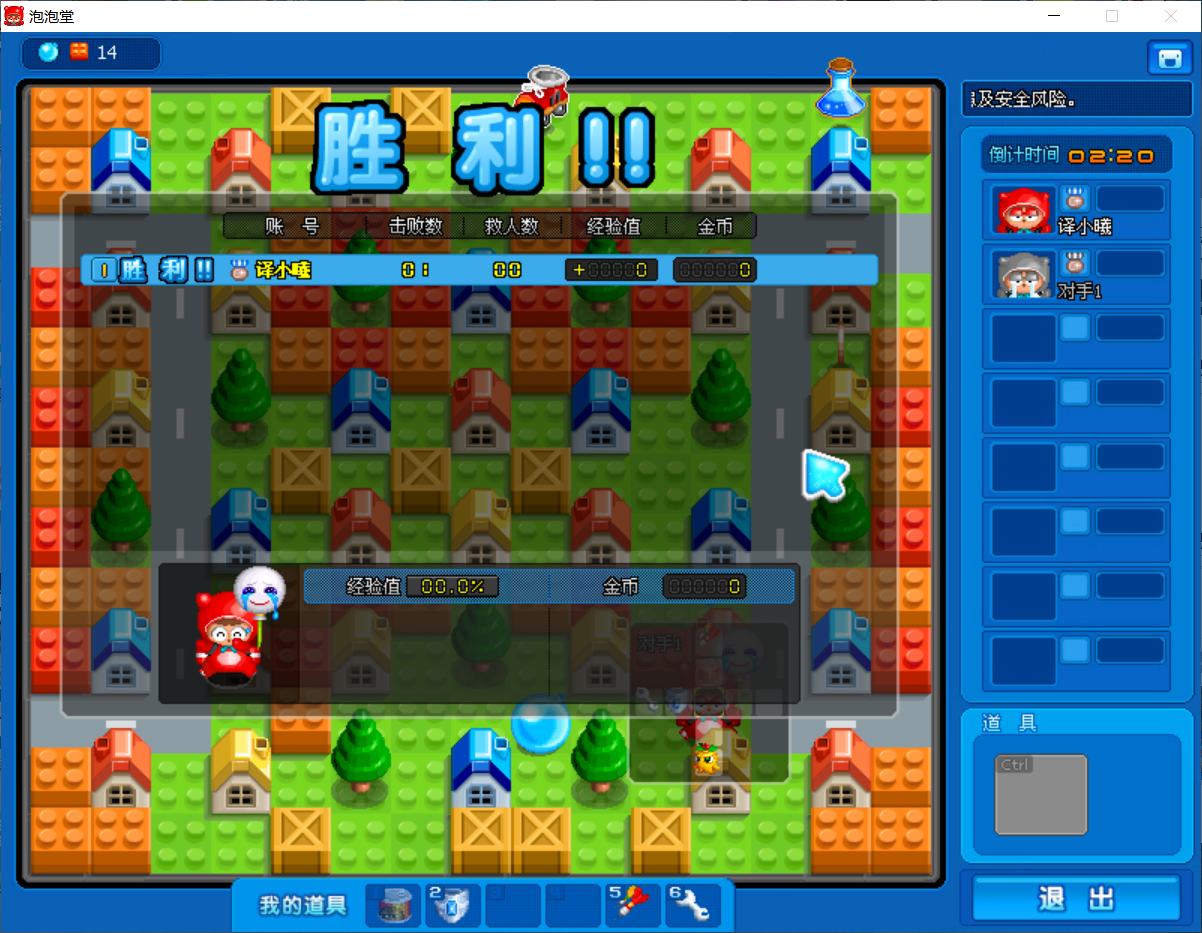 泡泡堂
14
及安全风险。
胜 利 !!
倒计时间 02:20
译小曦
对手1
账 号 击败数 救人数 经验值 金币
1 胜 利 !! 译小曦 0: 00 +00000 000000
经验值 00.0% 金币 000000
对手1
道 具
Ctrl
我的道具 2 3 4 5 6
退 出